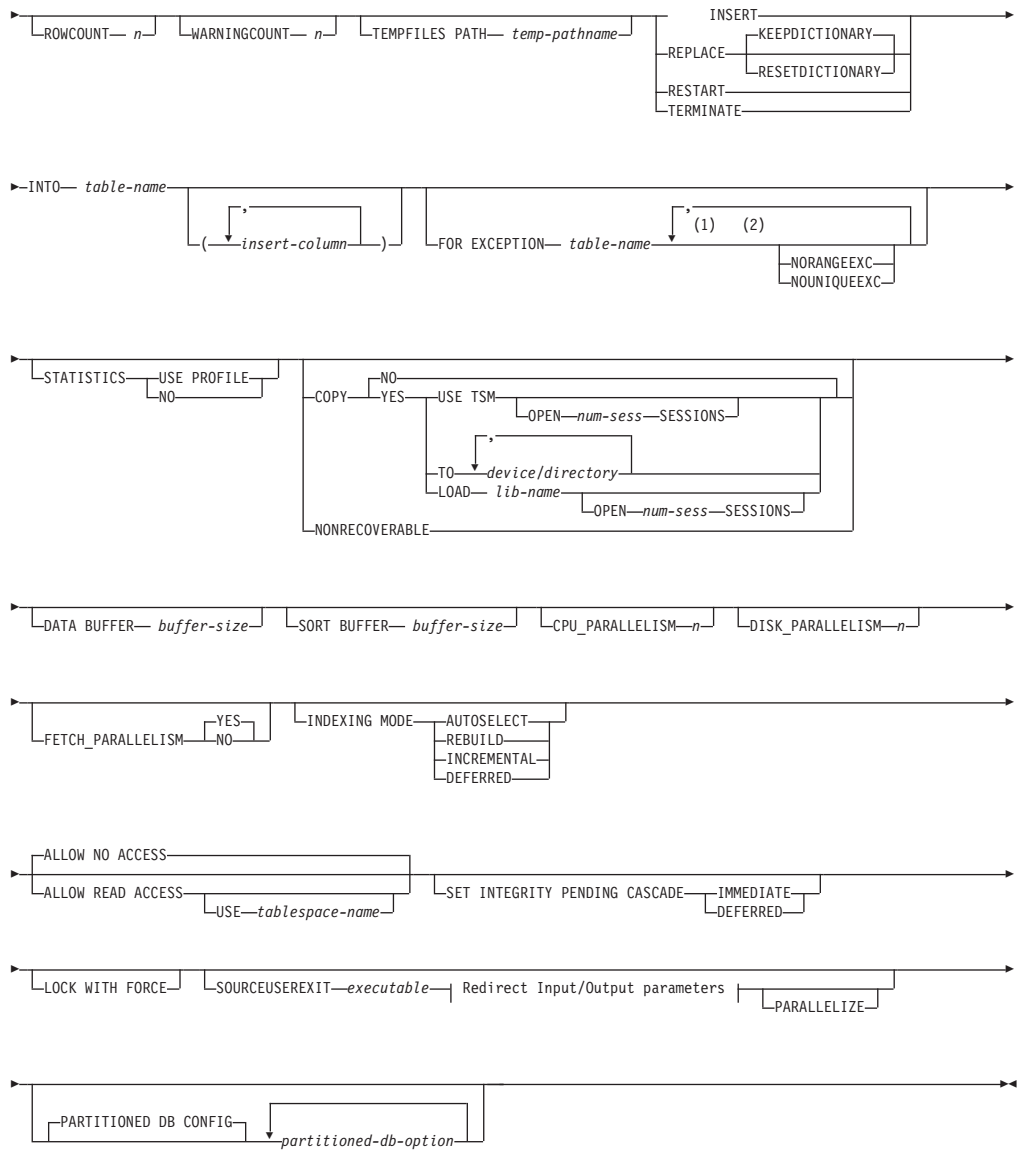 INSERT
ROWCOUNT n WARNINGCOUNT n TEMPFILES PATH temp-pathname KEEPDICTIONARY
REPLACE
RESETDICTIONARY
RESTART
TERMINATE
INTO table-name
, ,
( insert-column ) FOR EXCEPTION table-name (1) (2)
NORANGEEXC
NOUNIQUEEXC
STATISTICS USE PROFILE NO
NO COPY YES USE TSM
OPEN num-sess SESSIONS
,
TO device/directory
LOAD lib-name
OPEN num-sess SESSIONS
NONRECOVERABLE
DATA BUFFER buffer-size SORT BUFFER buffer-size CPU_PARALLELISM n DISK_PARALLELISM n
YES INDEXING MODE AUTOSELECT
FETCH_PARALLELISM NO REBUILD
INCREMENTAL
DEFERRED
ALLOW NO ACCESS
ALLOW READ ACCESS SET INTEGRITY PENDING CASCADE IMMEDIATE
USE tablespace-name DEFERRED
LOCK WITH FORCE SOURCEUSEREXIT executable Redirect Input/Output parameters
PARALLELIZE
PARTITIONED DB CONFIG
partitioned-db-option